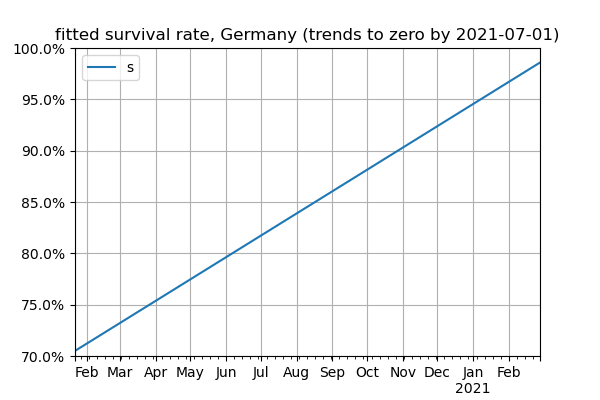 fitted survival rate, Germany (trends to zero by 2021-07-01)
s
100.0%
95.0%
90.0%
85.0%
80.0%
75.0%
70.0%
Feb Mar Apr May Jun Jul Aug Sep Oct Nov Dec Jan Feb
2021